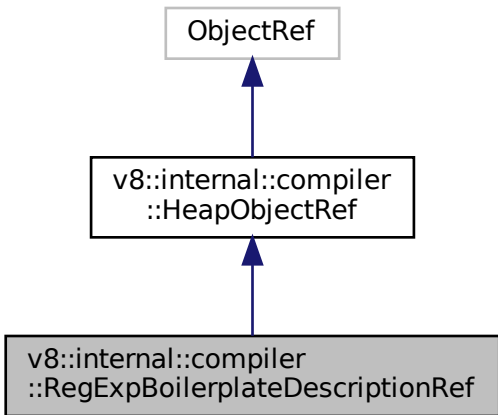 ObjectRef
v8::internal::compiler
::HeapObjectRef
v8::internal::compiler
::RegExpBoilerplateDescriptionRef